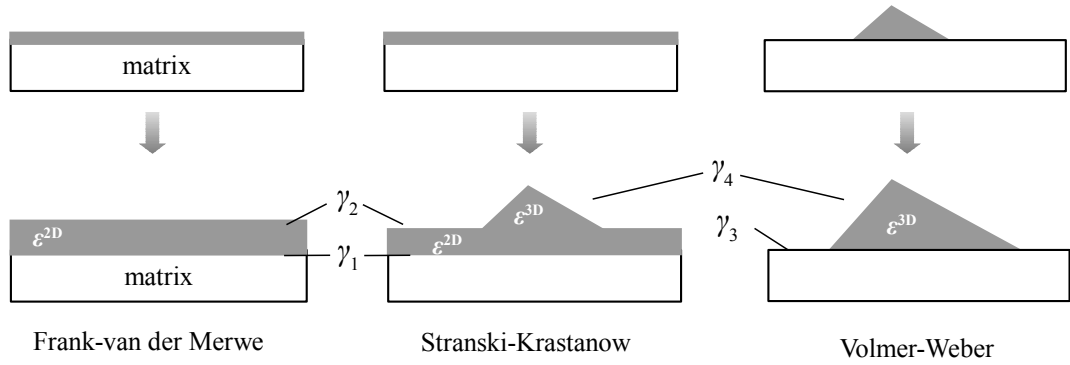 matrix
γ4
γ2
ε3D
γ3
ε3D
ε2D
ε2D
γ1
matrix
Frank-van der Merwe
Stranski-Krastanow
Volmer-Weber